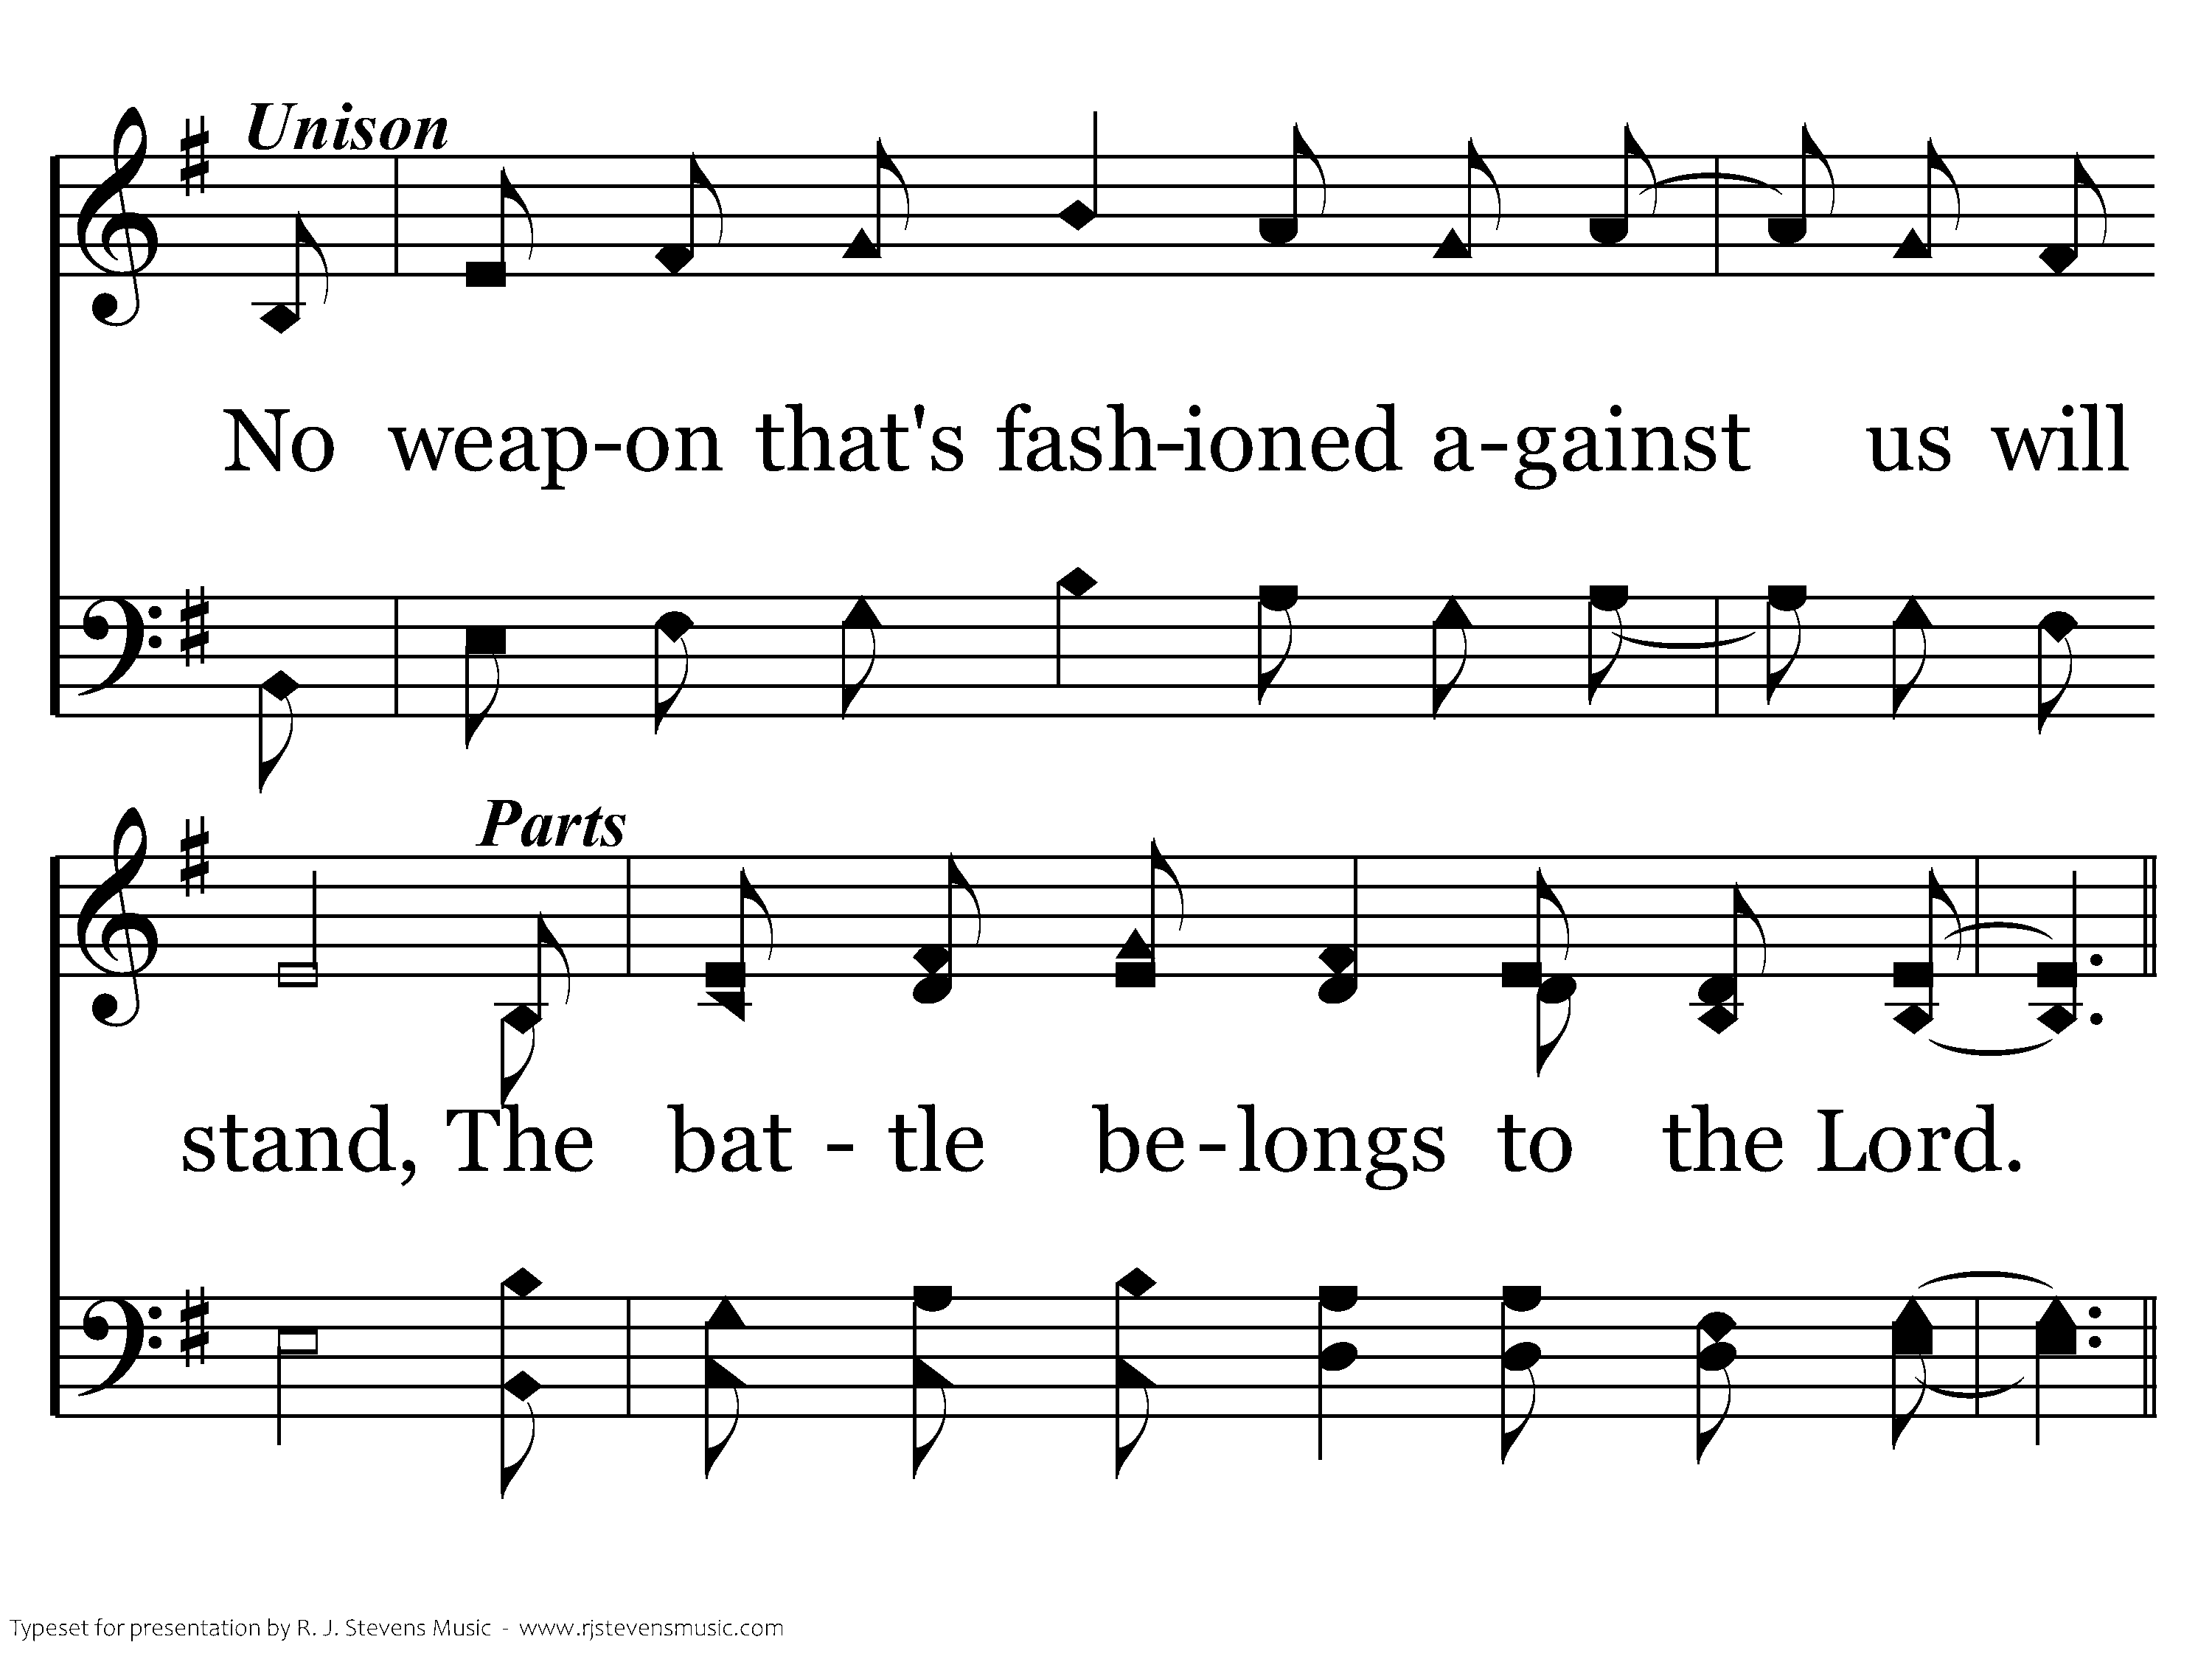 Unison
No weap-on that's fash-ioned a-gainst us will
Parts
stand, The bat - tle be-longs to the Lord.
Typeset for presentation by R. J. Stevens Music - www.rjstevensmusic.com